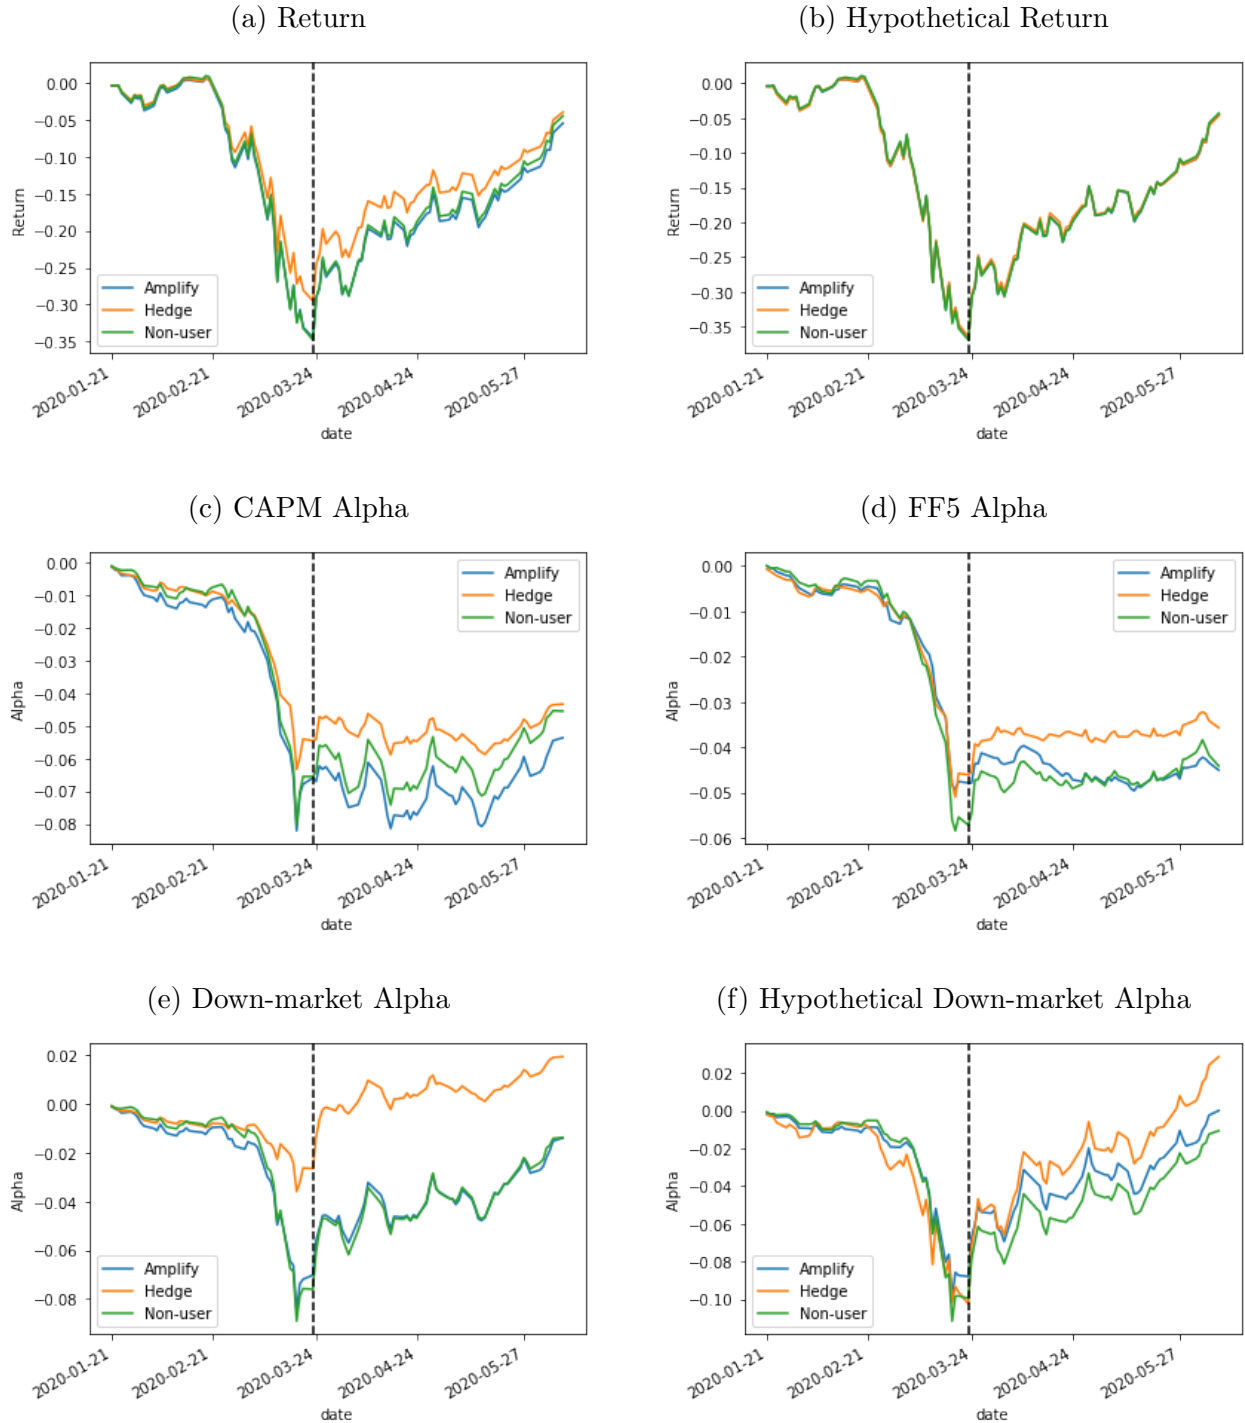 (a) Return
0.00
−0.05
−0.10
−0.15
−0.20
−0.25
−0.30
−0.35
Return
Amplify
Hedge
Non-user
2020-01-21
2020-02-21
2020-03-24
2020-04-24
2020-05-27
date
(b) Hypothetical Return
0.00
−0.05
−0.10
−0.15
−0.20
−0.25
−0.30
−0.35
Return
Amplify
Hedge
Non-user
2020-01-21
2020-02-21
2020-03-24
2020-04-24
2020-05-27
date
(c) CAPM Alpha
0.00
−0.01
−0.02
−0.03
−0.04
−0.05
−0.06
−0.07
−0.08
Alpha
Amplify
Hedge
Non-user
2020-01-21
2020-02-21
2020-03-24
2020-04-24
2020-05-27
date
(d) FF5 Alpha
0.00
−0.01
−0.02
−0.03
−0.04
−0.05
−0.06
Alpha
Amplify
Hedge
Non-user
2020-01-21
2020-02-21
2020-03-24
2020-04-24
2020-05-27
date
(e) Down-market Alpha
0.02
0.00
−0.02
−0.04
−0.06
−0.08
Alpha
Amplify
Hedge
Non-user
2020-01-21
2020-02-21
2020-03-24
2020-04-24
2020-05-27
date
(f) Hypothetical Down-market Alpha
0.02
0.00
−0.02
−0.04
−0.06
−0.08
−0.10
Alpha
Amplify
Hedge
Non-user
2020-01-21
2020-02-21
2020-03-24
2020-04-24
2020-05-27
date